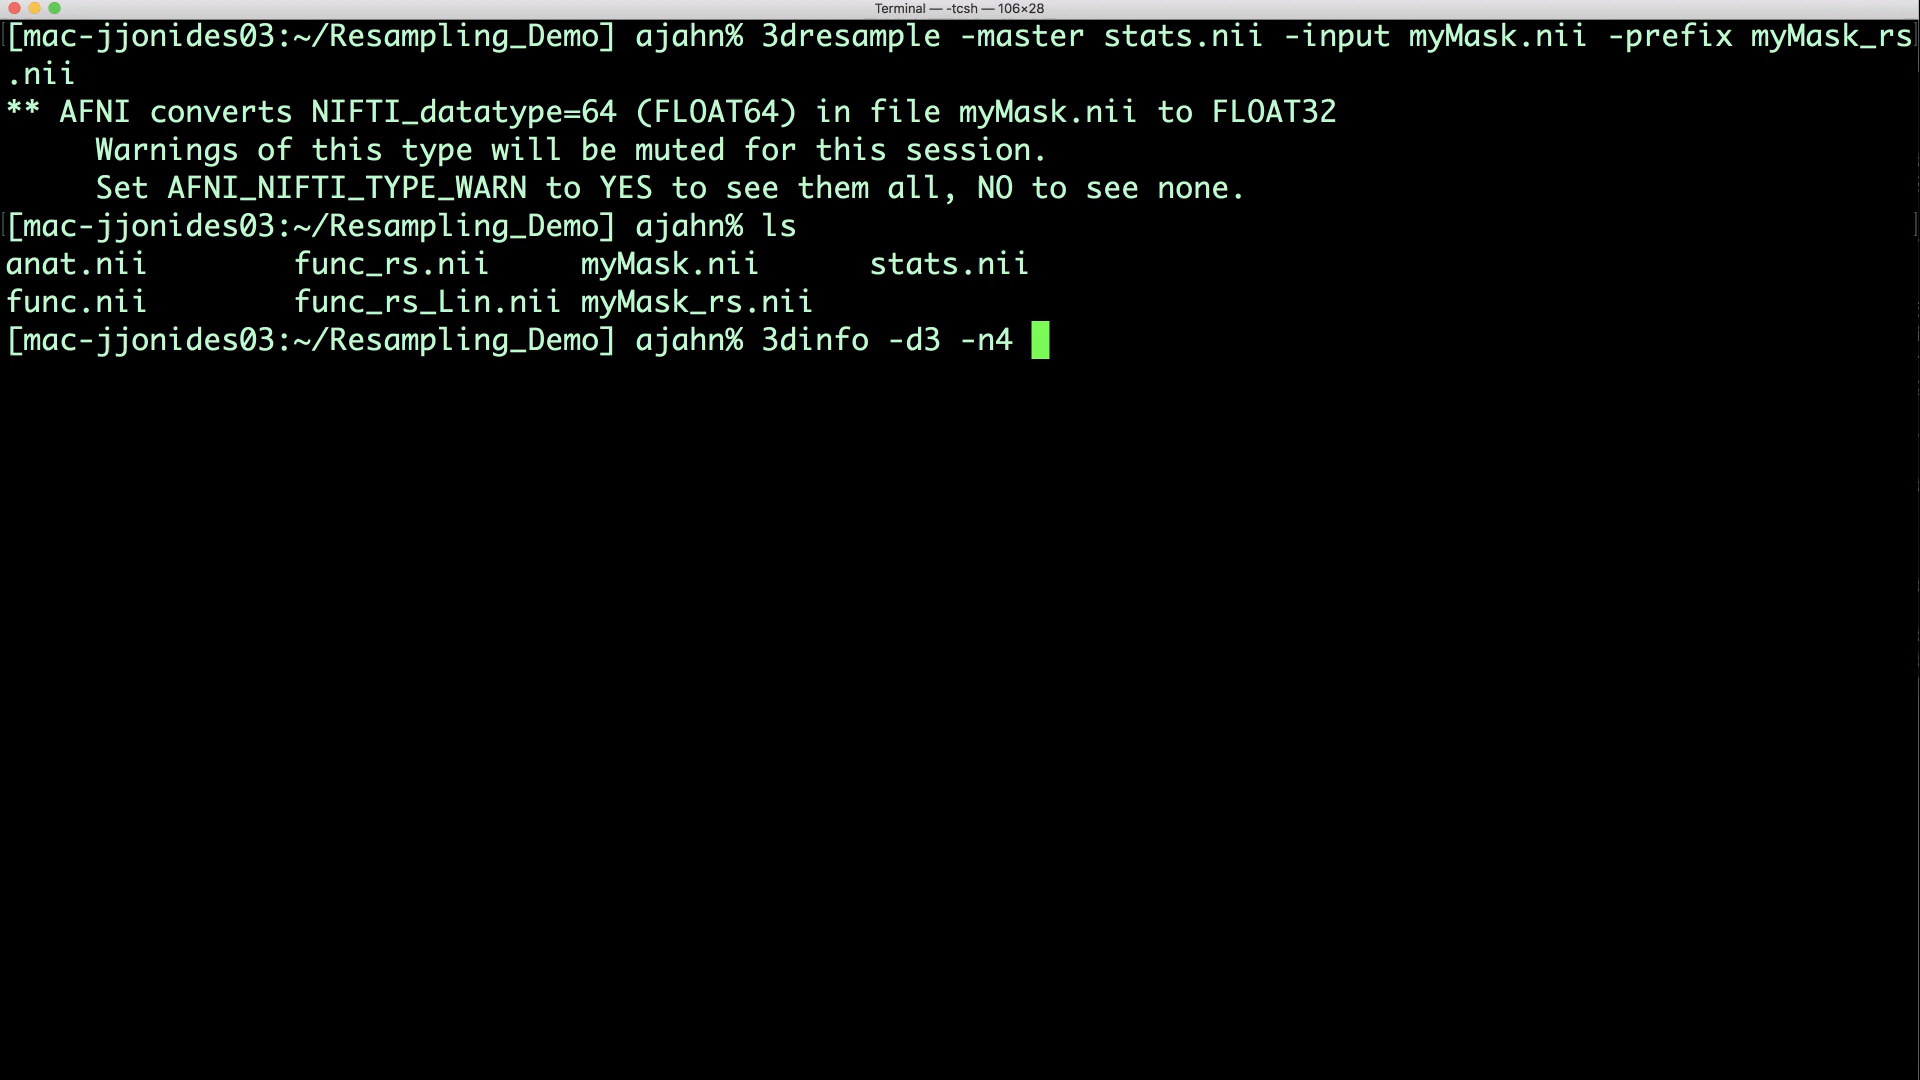 Terminal — -tcsh — 106×28
[mac-jjonides03:~/Resampling_Demo] ajahn% 3dresample -master stats.nii -input myMask.nii -prefix myMask_rs
.nii
** AFNI converts NIFTI_datatype=64 (FLOAT64) in file myMask.nii to FLOAT32
     Warnings of this type will be muted for this session.
     Set AFNI_NIFTI_TYPE_WARN to YES to see them all, NO to see none.
[mac-jjonides03:~/Resampling_Demo] ajahn% ls
anat.nii        func_rs.nii     myMask.nii      stats.nii
func.nii        func_rs_Lin.nii myMask_rs.nii
[mac-jjonides03:~/Resampling_Demo] ajahn% 3dinfo -d3 -n4